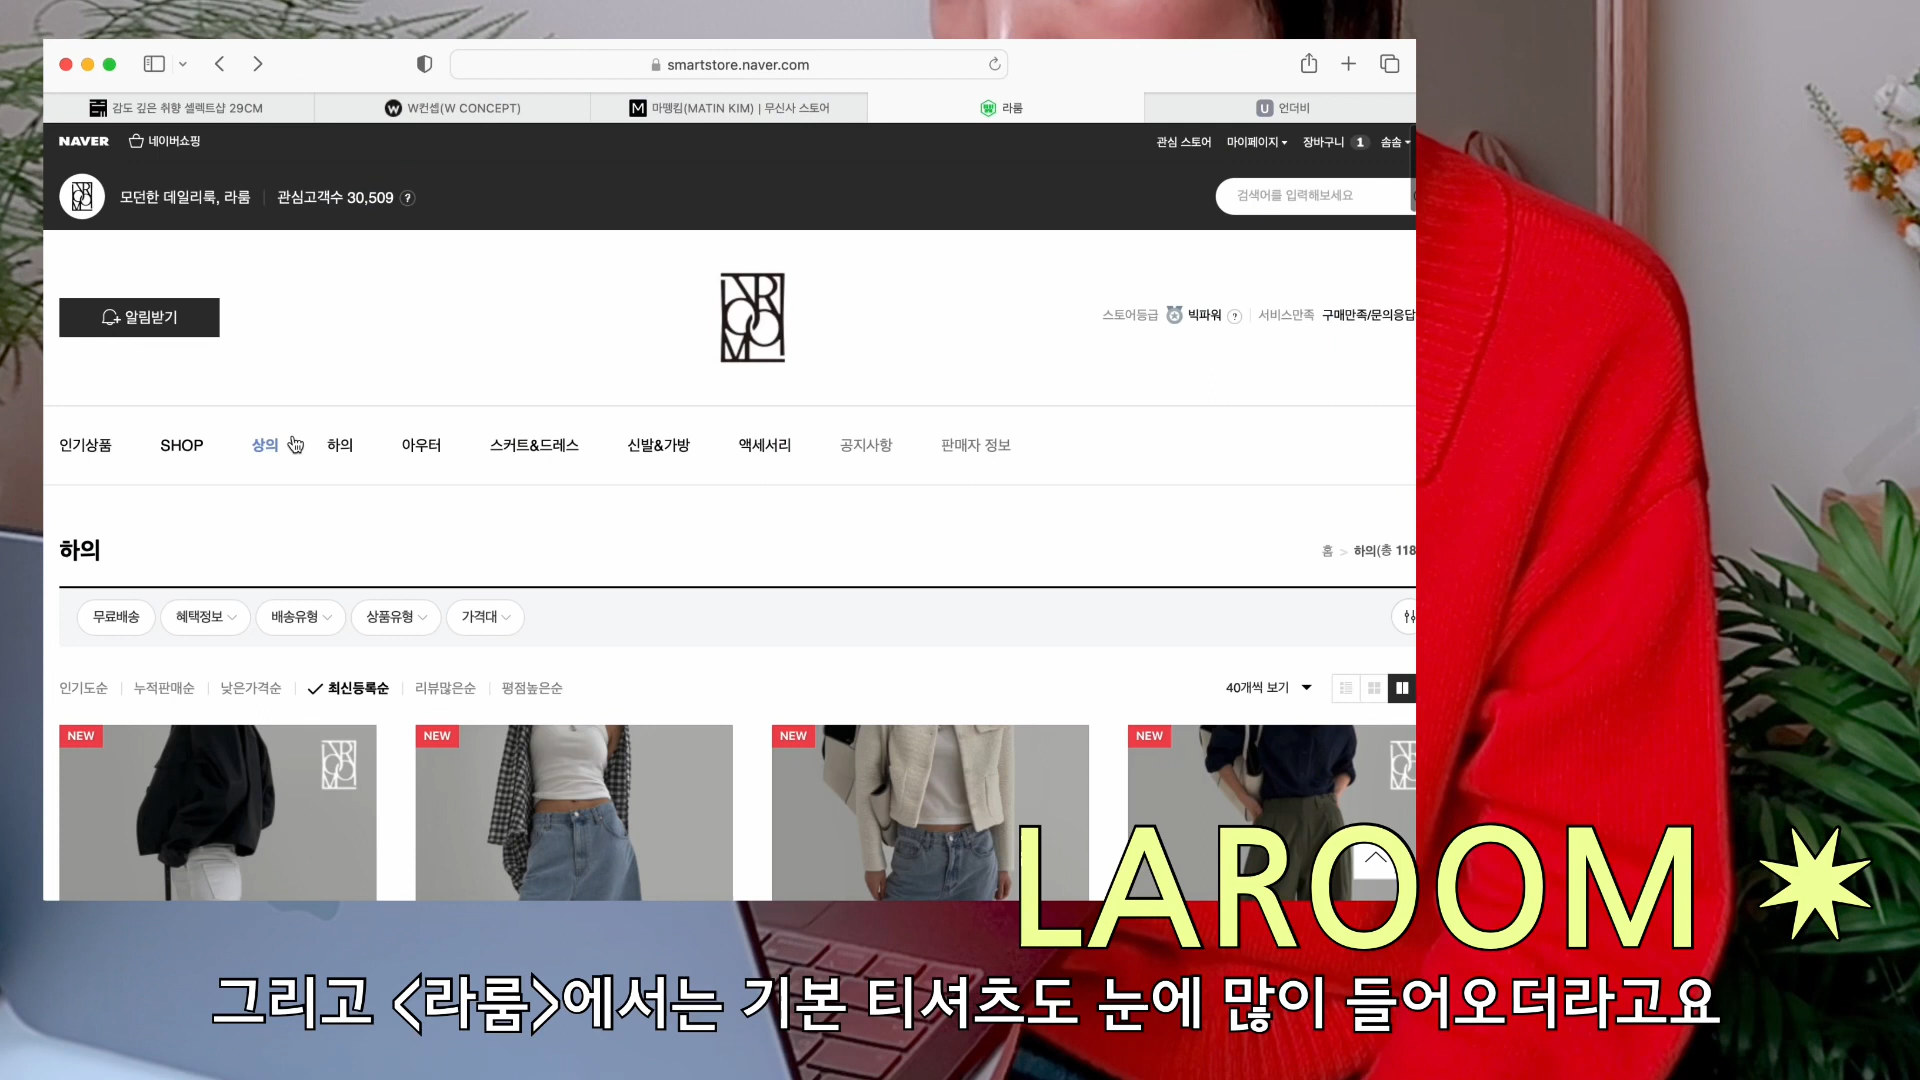 smartstore.naver.com
감도 깊은 취향 셀렉트샵 29CM
W컨셉(W CONCEPT)
마뗑킴(MATIN KIM) | 무신사 스토어
라룸
언더비
NAVER 네이버쇼핑
관심 스토어 마이페이지 장바구니 1 솜솜
모던한 데일리룩, 라룸 관심고객수 30,509
검색어를 입력해보세요
알림받기
LAROOM
스토어등급 빅파워 서비스만족 구매만족/문의응답
인기상품 SHOP 상의 하의 아우터 스커트&드레스 신발&가방 액세서리 공지사항 판매자 정보
하의
홈 > 하의(총 118
무료배송 혜택정보 배송유형 상품유형 가격대
인기도순 누적판매순 낮은가격순 최신등록순 리뷰많은순 평점높은순
40개씩 보기
NEW NEW NEW NEW
LAROOM
그리고 <라룸>에서는 기본 티셔츠도 눈에 많이 들어오더라고요